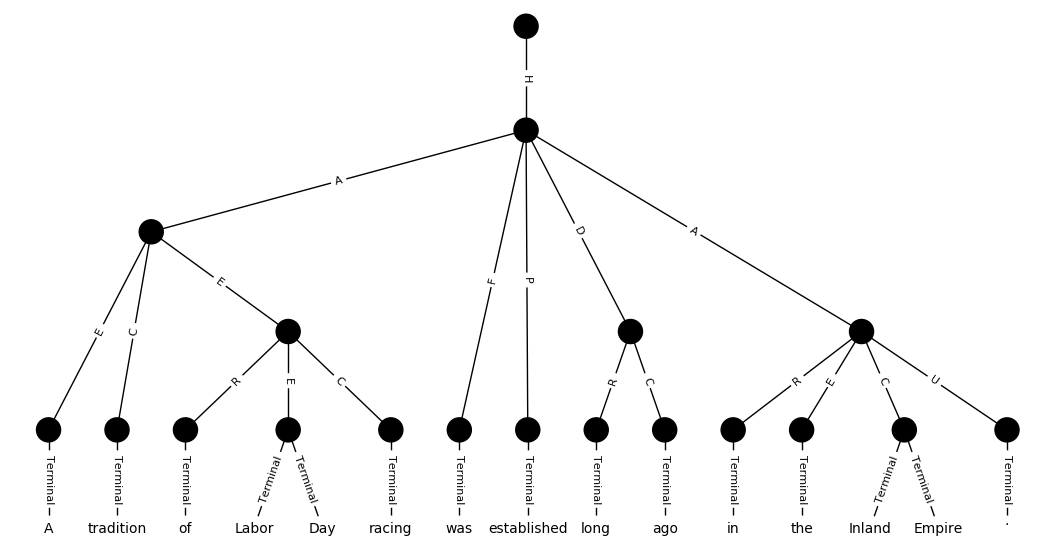 H
A F P D A
E C E R C R E C U
R E C
Terminal Terminal Terminal Terminal Terminal Terminal Terminal Terminal Terminal Terminal Terminal Terminal Terminal Terminal Terminal
A tradition of Labor Day racing was established long ago in the Inland Empire .